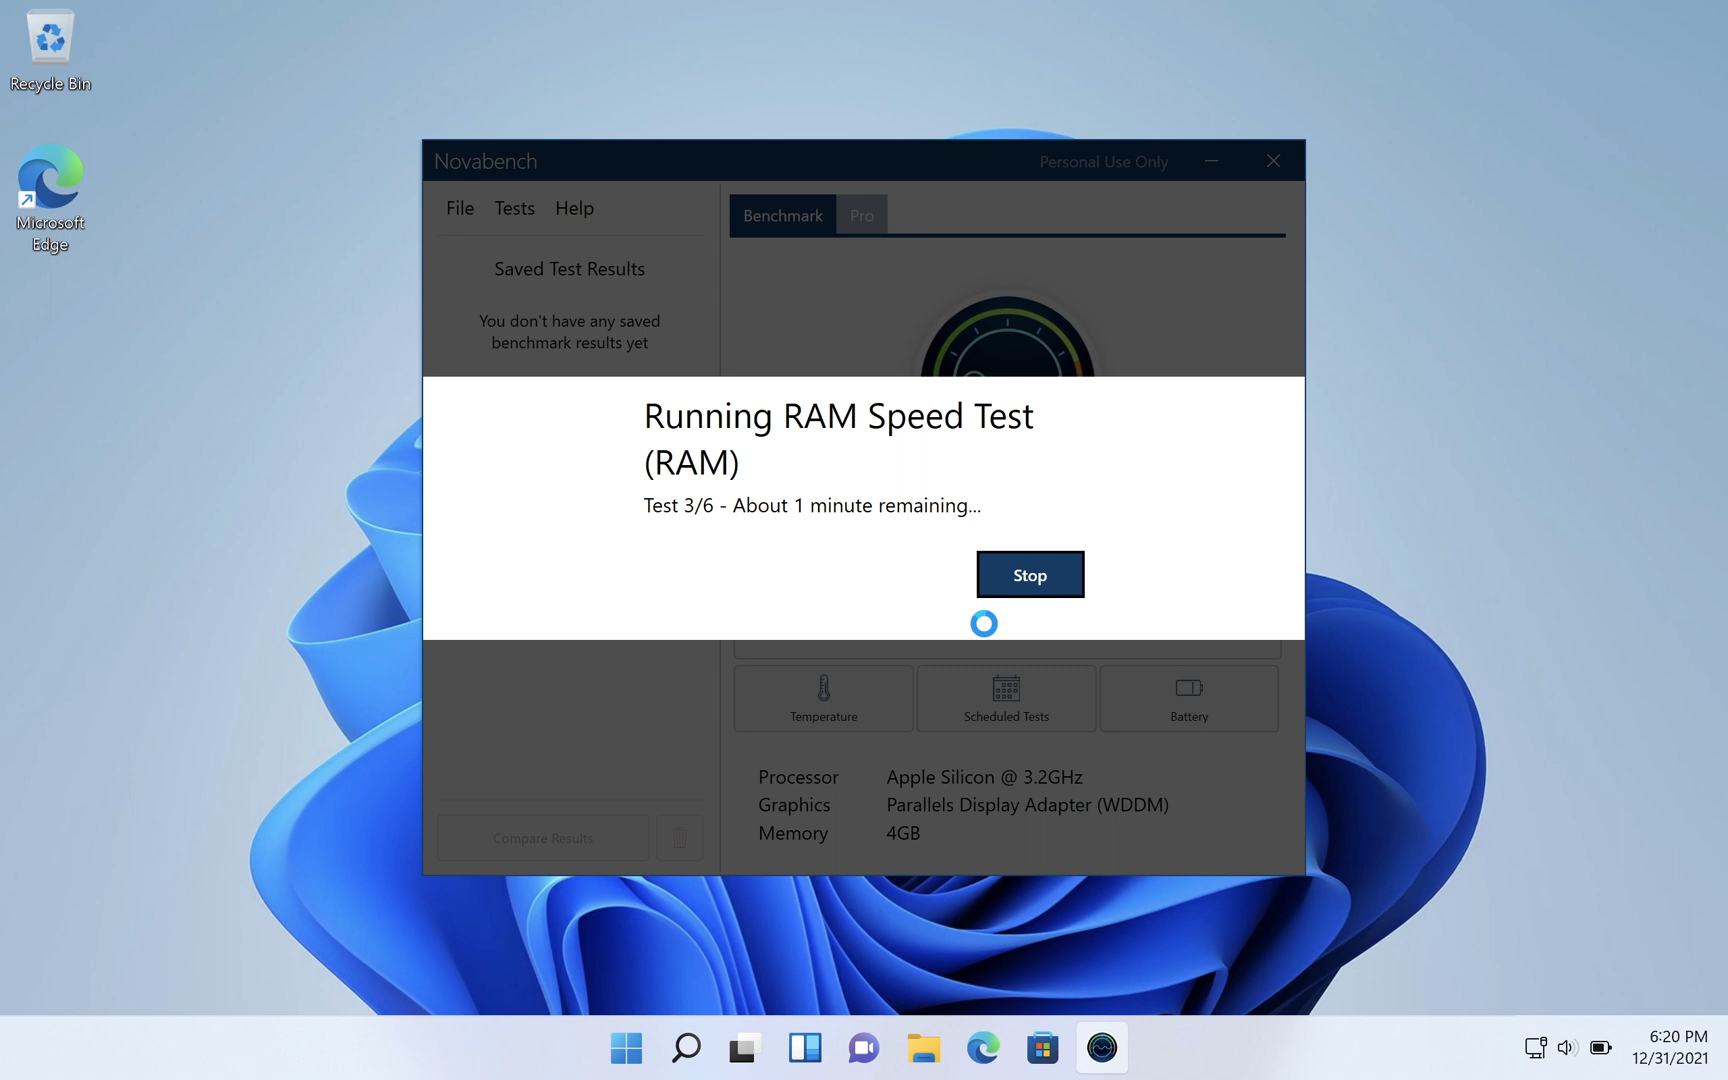 Recycle Bin
Microsoft
Edge
Novabench
Personal Use Only
File Tests Help
Benchmark Pro
Saved Test Results
You don't have any saved
benchmark results yet
Running RAM Speed Test
(RAM)
Test 3/6 - About 1 minute remaining...
Stop
Temperature
Scheduled Tests
Battery
Processor Apple Silicon @ 3.2GHz
Graphics Parallels Display Adapter (WDDM)
Memory 4GB
Compare Results
6:20 PM
12/31/2021